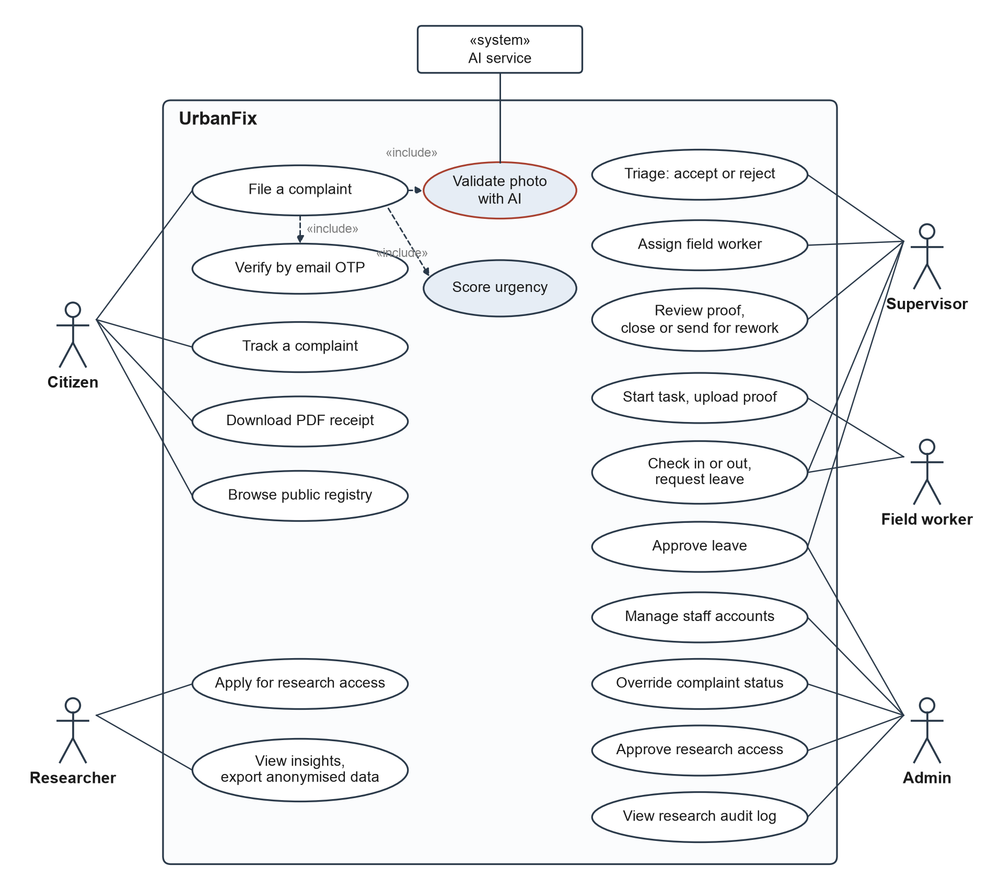 «system»
AI service
UrbanFix
«include»
File a complaint
Validate photo
with AI
«include»
«include»
Verify by email OTP
Score urgency
Track a complaint
Download PDF receipt
Browse public registry
Apply for research access
View insights,
export anonymised data
Triage: accept or reject
Assign field worker
Review proof,
close or send for rework
Start task, upload proof
Check in or out,
request leave
Approve leave
Manage staff accounts
Override complaint status
Approve research access
View research audit log
Citizen
Researcher
Supervisor
Field worker
Admin